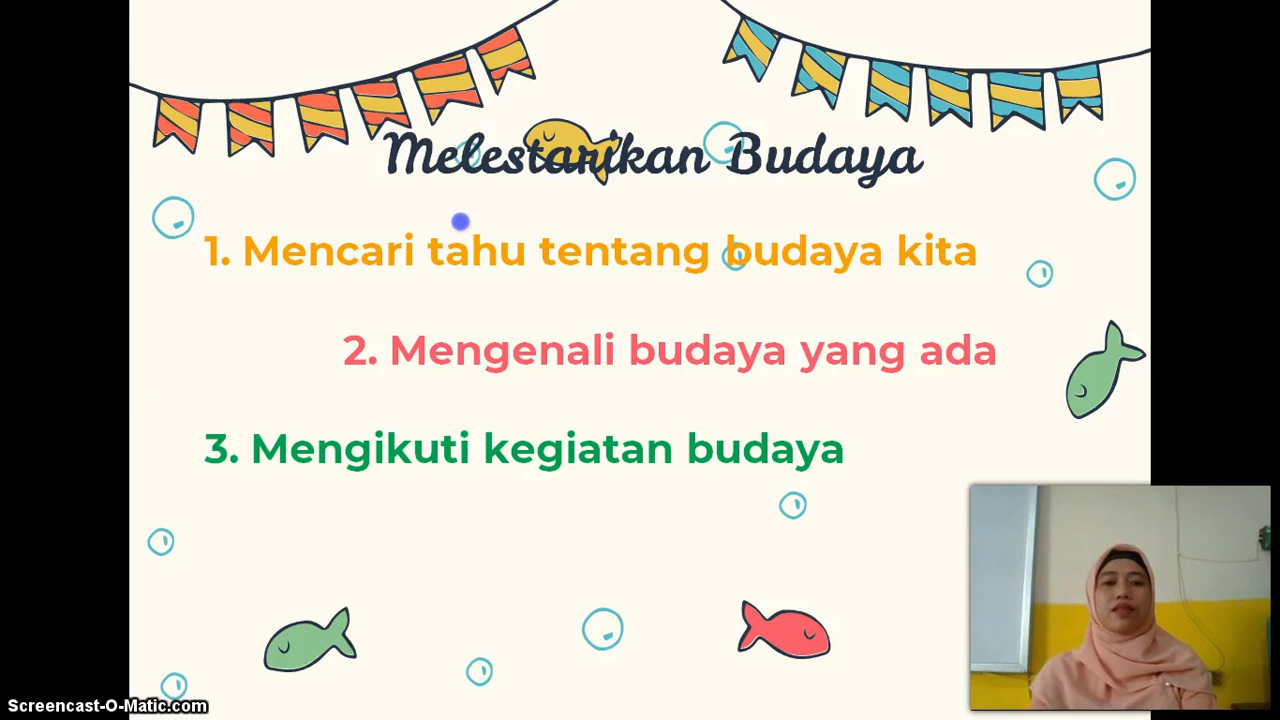 Melestarikan Budaya
1. Mencari tahu tentang budaya kita
2. Mengenali budaya yang ada
3. Mengikuti kegiatan budaya
Screencast-O-Matic.com